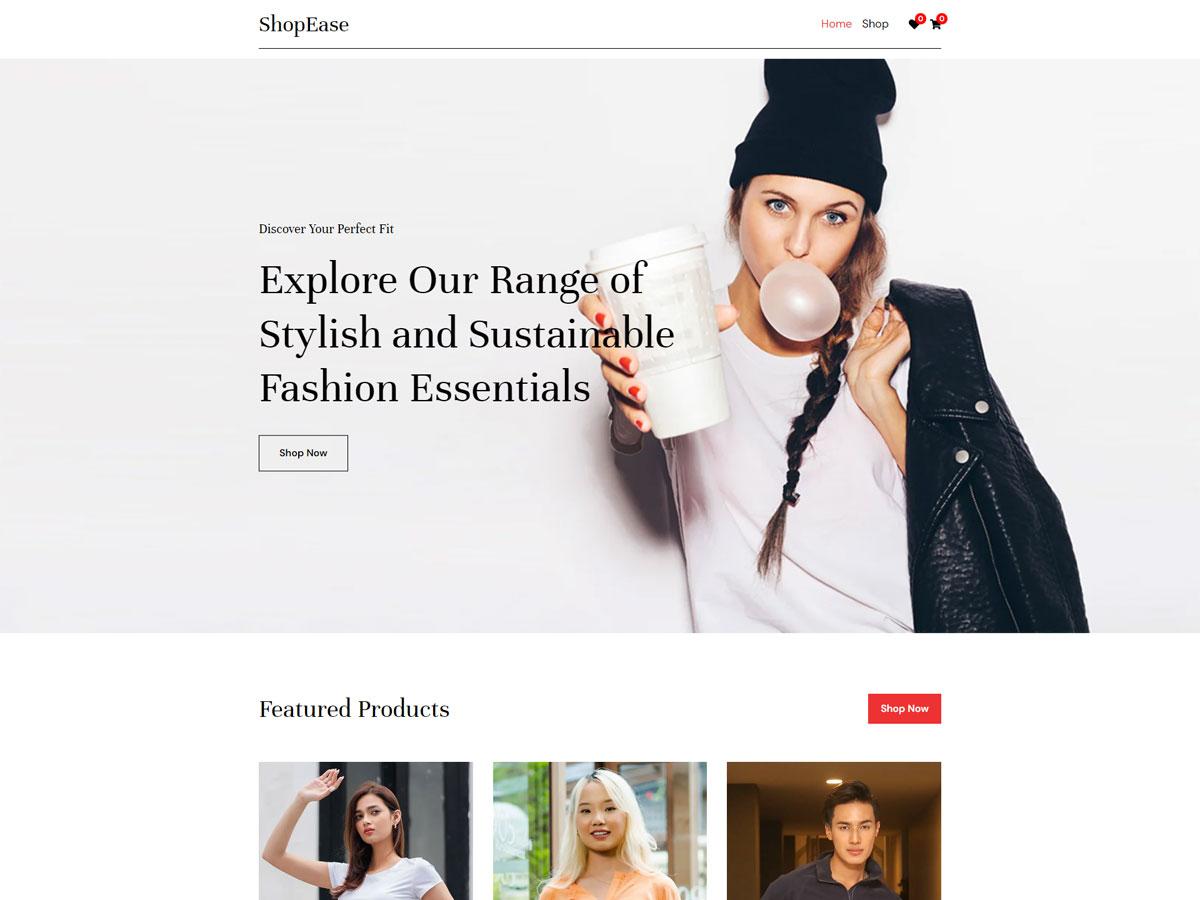 ShopEase
Home Shop 0 0
Discover Your Perfect Fit
Explore Our Range of
Stylish and Sustainable
Fashion Essentials
Shop Now
Featured Products
Shop Now